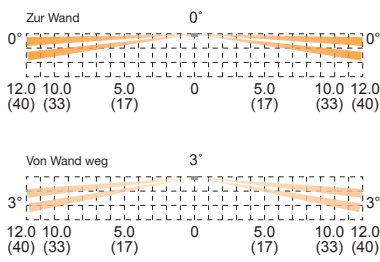 Zur Wand 0°
0° 0°
12.0 10.0 5.0 0 5.0 10.0 12.0
(40) (33) (17) (17) (33) (40)
Von Wand weg 3°
3° 3°
12.0 10.0 5.0 0 5.0 10.0 12.0
(40) (33) (17) (17) (33) (40)